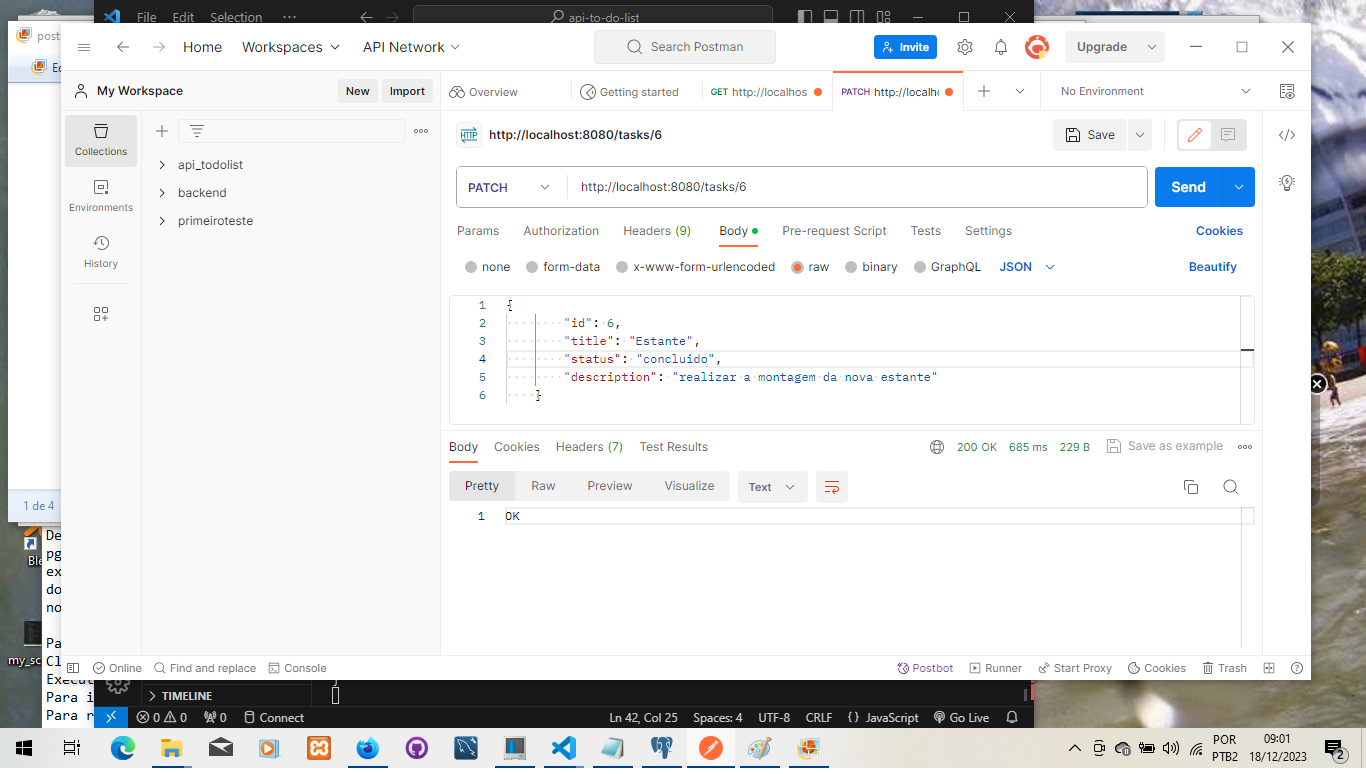 File Edit Selection ··· api-to-do-list
post
Home Workspaces API Network Search Postman Invite Upgrade
My Workspace New Import Overview Getting started GET http://localhos PATCH http://localho No Environment
Collections
Environments
History
api_todolist
backend
primeiroteste
HTTP http://localhost:8080/tasks/6 Save
PATCH http://localhost:8080/tasks/6 Send
Params Authorization Headers (9) Body Pre-request Script Tests Settings Cookies
none form-data x-www-form-urlencoded raw binary GraphQL JSON Beautify
1 {
2 "id": 6,
3 "title": "Estante",
4 "status": "concluido",
5 "description": "realizar a montagem da nova estante"
6 }
Body Cookies Headers (7) Test Results 200 OK 685 ms 229 B Save as example
Pretty Raw Preview Visualize Text
1 OK
1 de 4
De
pg
ex
do
no
Pa
Cl
Execut
Para i
Para r
Ble
my_sc
Online Find and replace Console Postbot Runner Start Proxy Cookies Trash
TIMELINE
}
0 0 0 Connect Ln 42, Col 25 Spaces: 4 UTF-8 CRLF {} JavaScript Go Live
POR
PTB2
09:01
18/12/2023
2